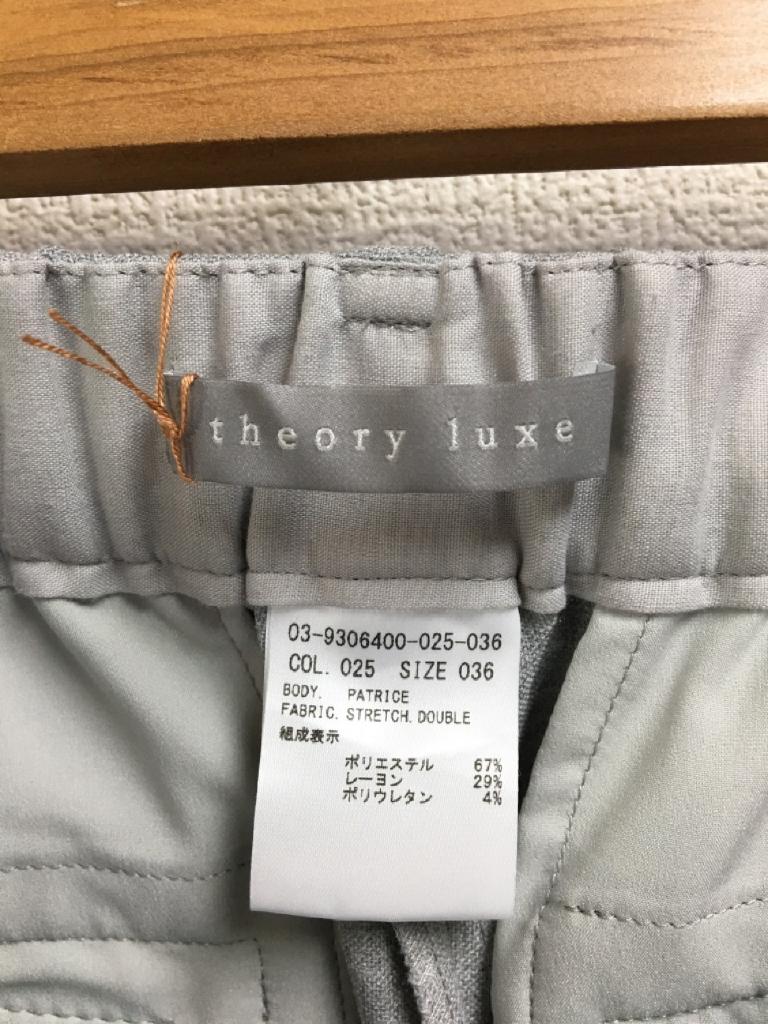 theory luxe
03-9306400-025-036
COL. 025 SIZE 036
BODY. PATRICE
FABRIC. STRETCH. DOUBLE
組成表示
ポリエステル 67%
レーヨン 29%
ポリウレタン 4%